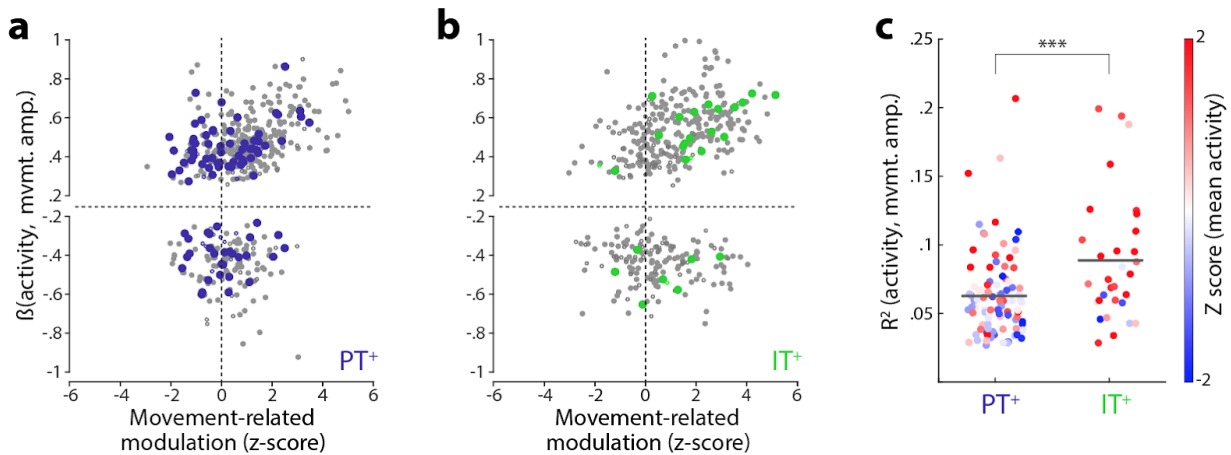 a
1
.8
.6
.4
.2
-.2
-.4
-.6
-.8
-1
ß(activity, mvmt. amp.)
PT+
-6 -4 -2 0 2 4 6
Movement-related
modulation (z-score)
b
1
.8
.6
.4
.2
-.2
-.4
-.6
-.8
-1
IT+
-6 -4 -2 0 2 4 6
Movement-related
modulation (z-score)
c
.25
.2
.15
.1
.05
R² (activity, mvmt. amp.)
***
PT+ IT+
2
-2
Z score (mean activity)